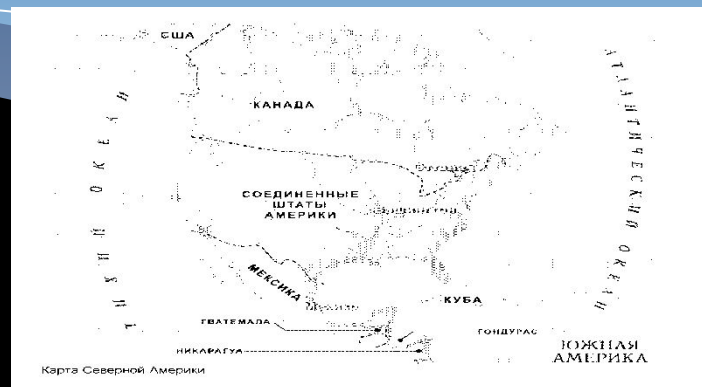 США
КАНАДА
Оттава
СОЕДИНЕННЫЕ
ШТАТЫ
АМЕРИКИ
МЕКСИКА
КУБА
ГВАТЕМАЛА
ГОНДУРАС
НИКАРАГУА
ЮЖНАЯ
АМЕРИКА
ТИХИЙ ОКЕАН
АТЛАНТИЧЕСКИЙ ОКЕАН
Карта Северной Америки